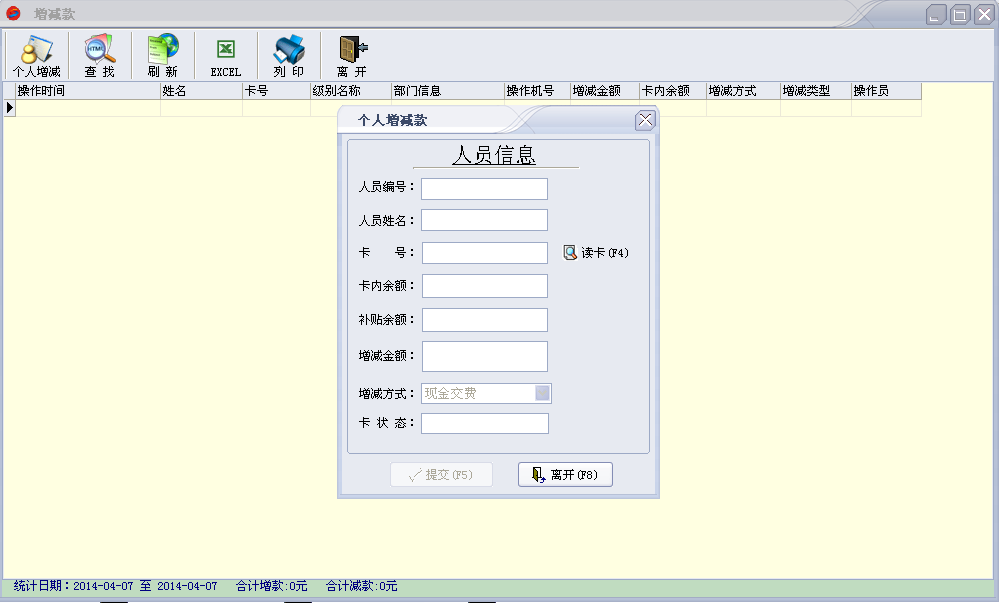 增减款
个人增减 查 找 刷 新 EXCEL 列 印 离 开
操作时间 姓名 卡号 级别名称 部门信息 操作机号 增减金额 卡内余额 增减方式 增减类型 操作员
个人增减款
人员信息
人员编号：
人员姓名：
卡 号： 读卡(F4)
卡内余额：
补贴余额：
增减金额：
增减方式： 现金交费
卡 状 态：
提交(F5) 离开(F8)
统计日期：2014-04-07 至 2014-04-07 合计增款:0元 合计减款:0元